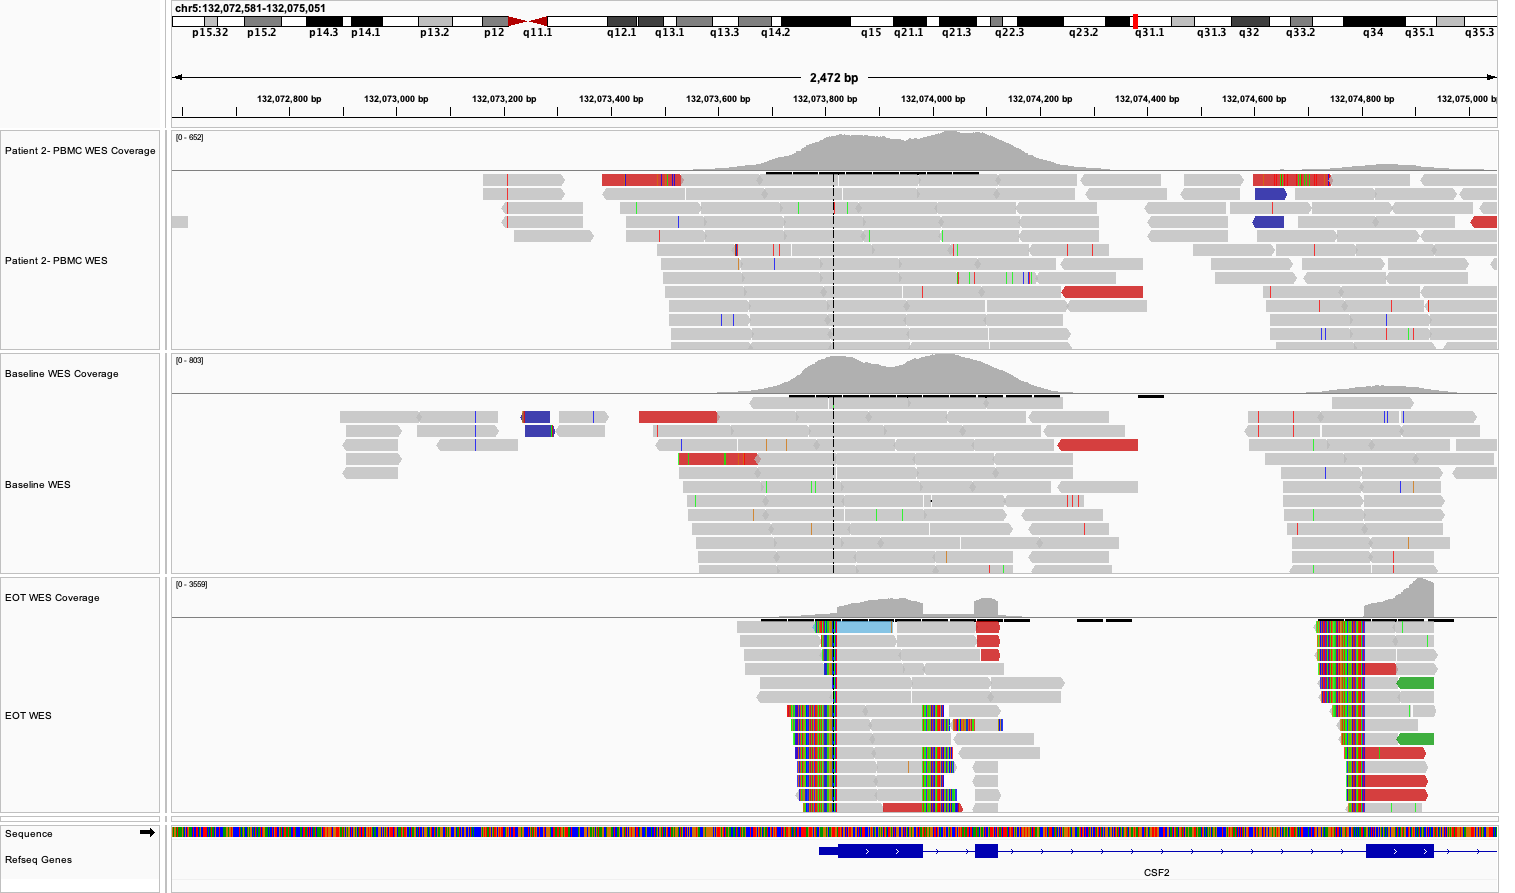 chr5:132,072,581-132,075,051
p15.32 p15.2 p14.3 p14.1 p13.2 p12 q11.1 q12.1 q13.1 q13.3 q14.2 q15 q21.1 q21.3 q22.3 q23.2 q31.1 q31.3 q32 q33.2 q34 q35.1 q35.3
2,472 bp
132,072,800 bp 132,073,000 bp 132,073,200 bp 132,073,400 bp 132,073,600 bp 132,073,800 bp 132,074,000 bp 132,074,200 bp 132,074,400 bp 132,074,600 bp 132,074,800 bp 132,075,000 bp
[0 - 652]
Patient 2- PBMC WES Coverage
Patient 2- PBMC WES
[0 - 803]
Baseline WES Coverage
Baseline WES
[0 - 3559]
EOT WES Coverage
EOT WES
Sequence
Refseq Genes
CSF2